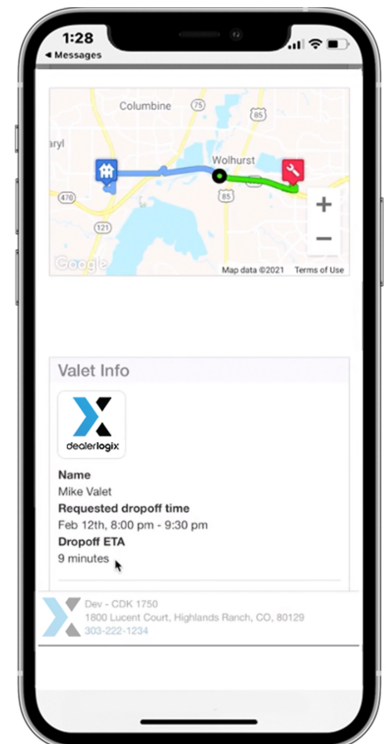 1:28
Messages
Columbine
75
85
aryl
Wolhurst
470
85
121
+
−
Google
Map data ©2021 Terms of Use
Valet Info
dealerlogix
Name
Mike Valet
Requested dropoff time
Feb 12th, 8:00 pm - 9:30 pm
Dropoff ETA
9 minutes
Dev - CDK 1750
1800 Lucent Court, Highlands Ranch, CO, 80129
303-222-1234